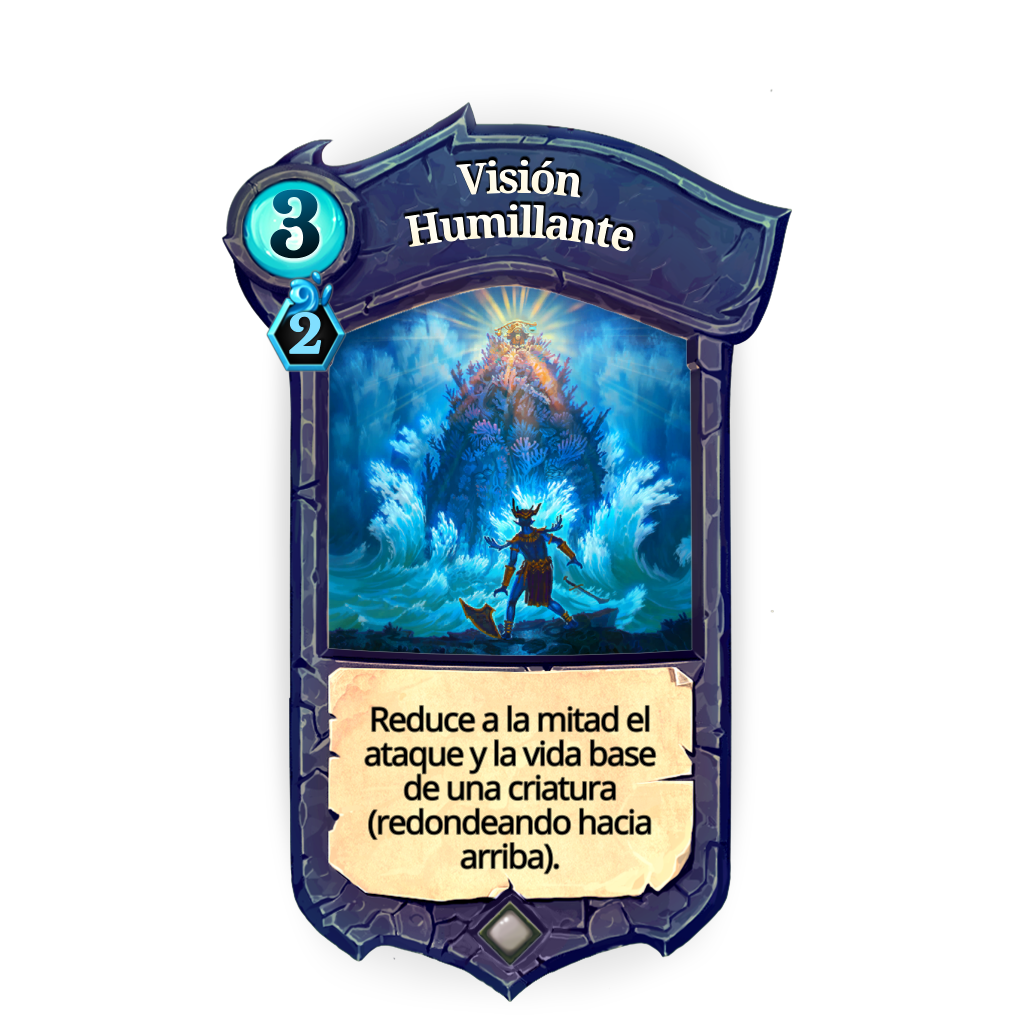 Visión
Humillante
3
2
Reduce a la mitad el
ataque y la vida base
de una criatura
(redondeando hacia
arriba).